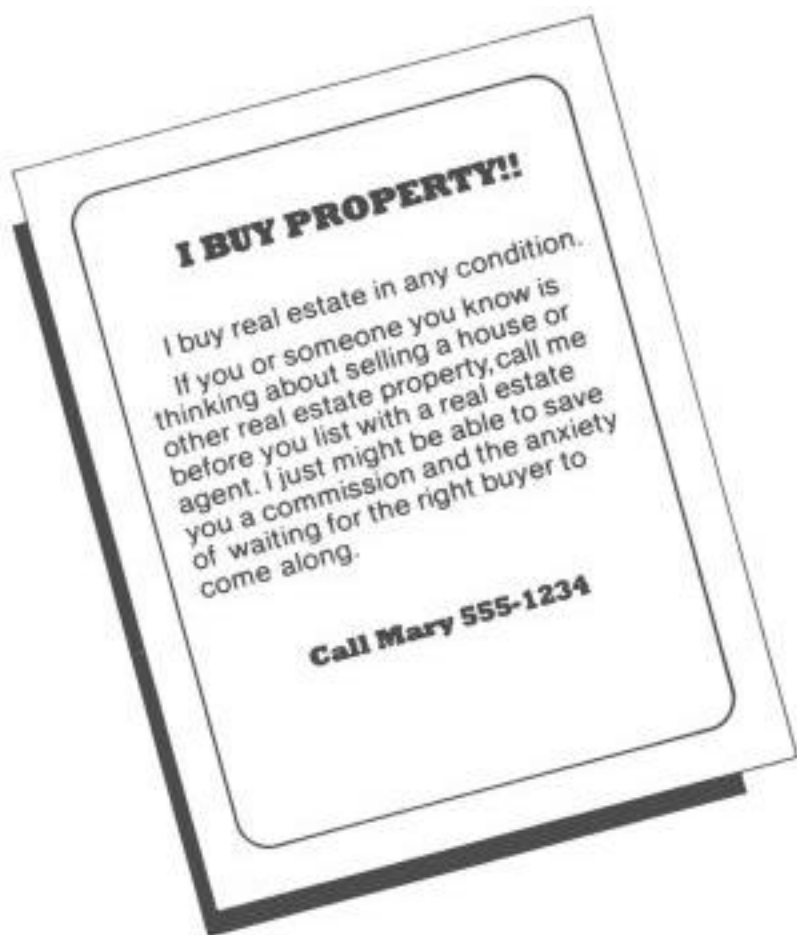 I BUY PROPERTY!!
I buy real estate in any condition.
If you or someone you know is
thinking about selling a house or
other real estate property, call me
before you list with a real estate
agent. I just might be able to save
you a commission and the anxiety
of waiting for the right buyer to
come along.
Call Mary 555-1234